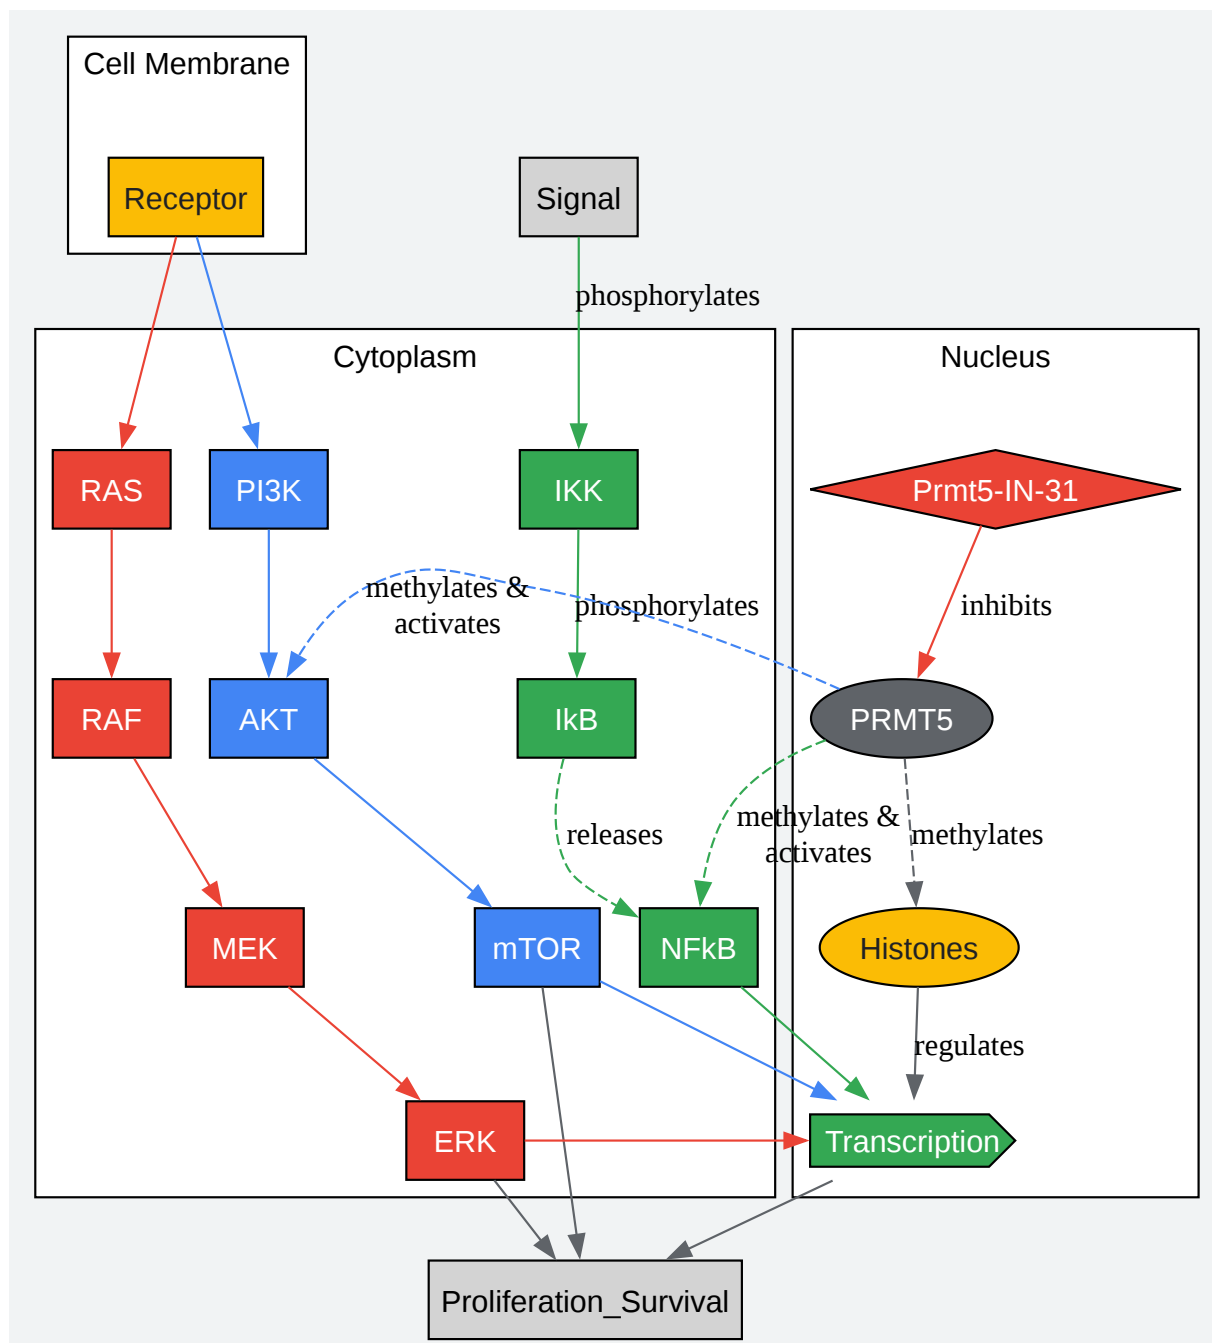 Cell Membrane
Receptor
Signal
phosphorylates
Cytoplasm
Nucleus
RAS
PI3K
IKK
Prmt5-IN-31
methylates &
activates
phosphorylates
inhibits
RAF
AKT
IkB
PRMT5
releases
methylates &
activates
methylates
MEK
mTOR
NFkB
Histones
regulates
ERK
Transcription
Proliferation_Survival